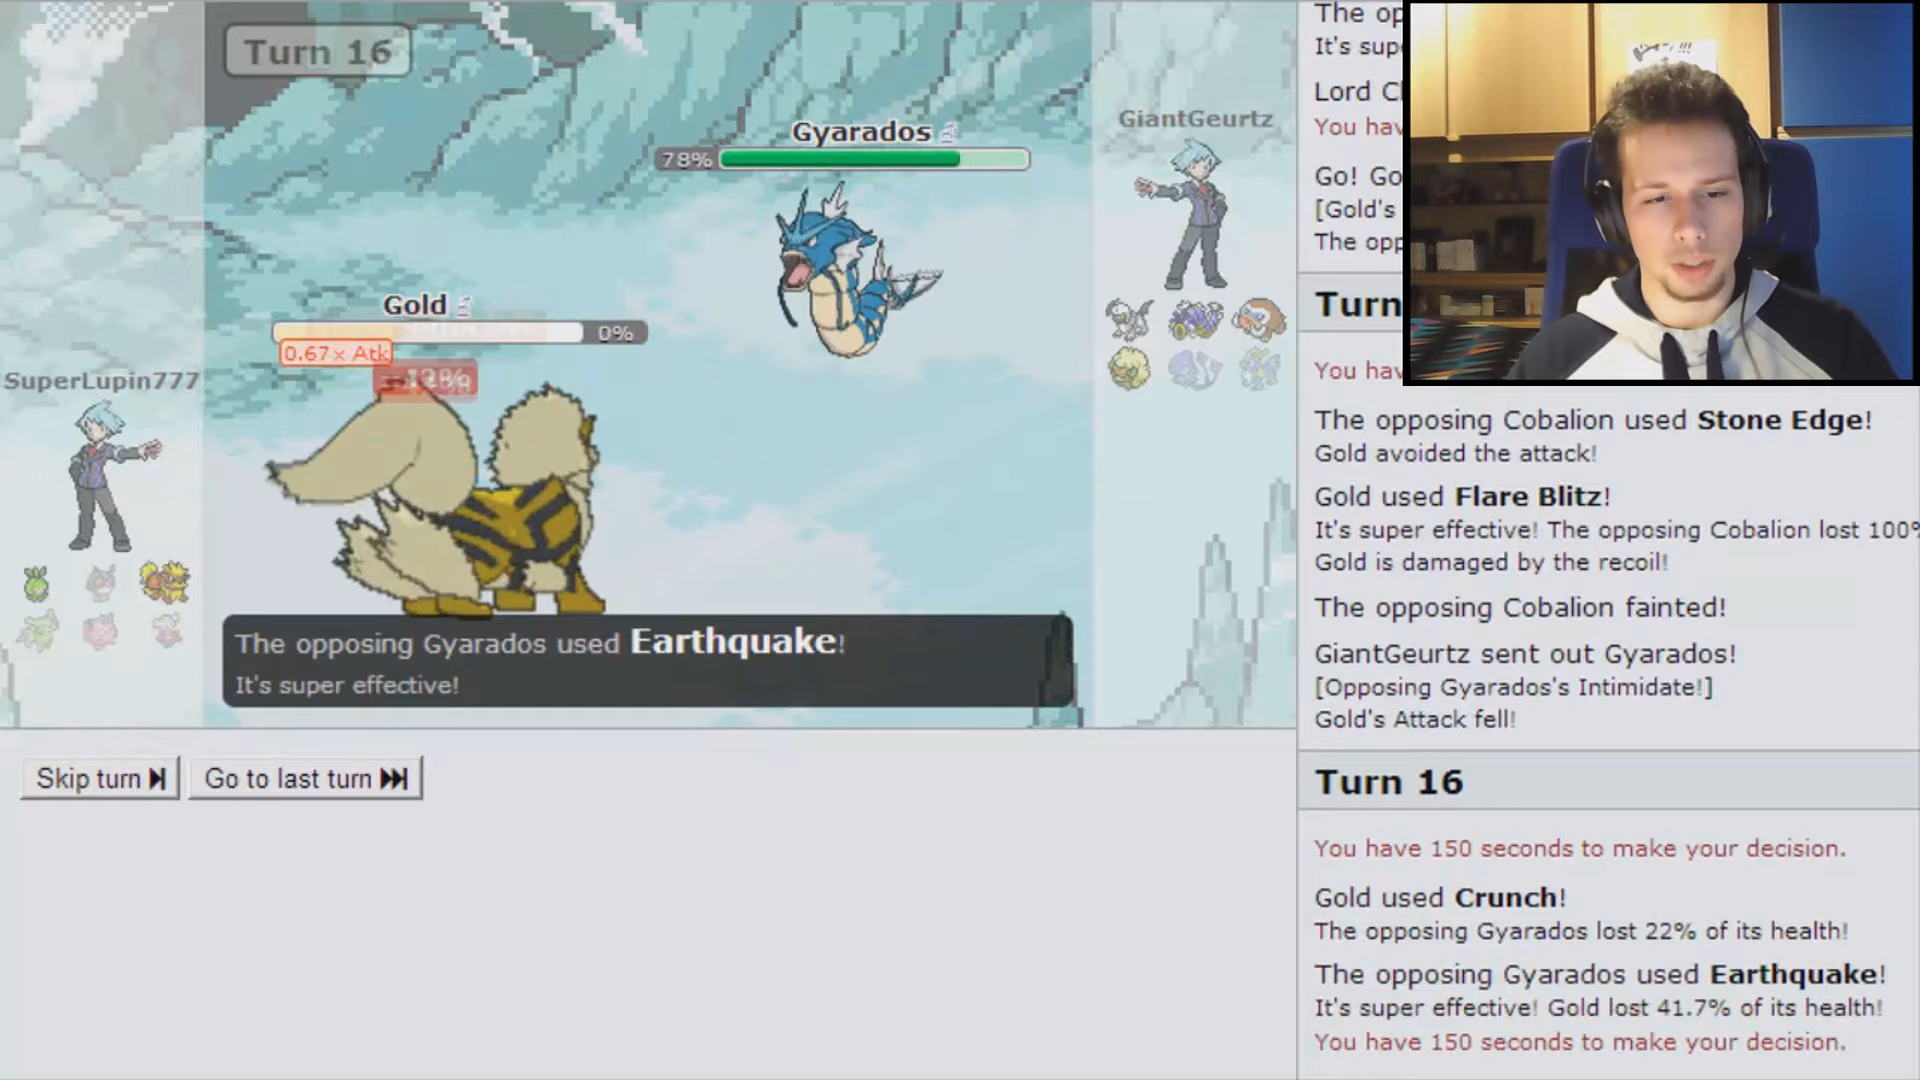 Turn 16
Gyarados
78%
GiantGeurtz
Gold
0%
0.67x Atk
SuperLupin777
The opposing Gyarados used Earthquake!
It's super effective!
Skip turn
Go to last turn
The op
It's sup
Lord Cl
You hav
Go! Go
[Gold's
The opp
Turn
You hav
The opposing Cobalion used Stone Edge!
Gold avoided the attack!
Gold used Flare Blitz!
It's super effective! The opposing Cobalion lost 100%
Gold is damaged by the recoil!
The opposing Cobalion fainted!
GiantGeurtz sent out Gyarados!
[Opposing Gyarados's Intimidate!]
Gold's Attack fell!
Turn 16
You have 150 seconds to make your decision.
Gold used Crunch!
The opposing Gyarados lost 22% of its health!
The opposing Gyarados used Earthquake!
It's super effective! Gold lost 41.7% of its health!
You have 150 seconds to make your decision.